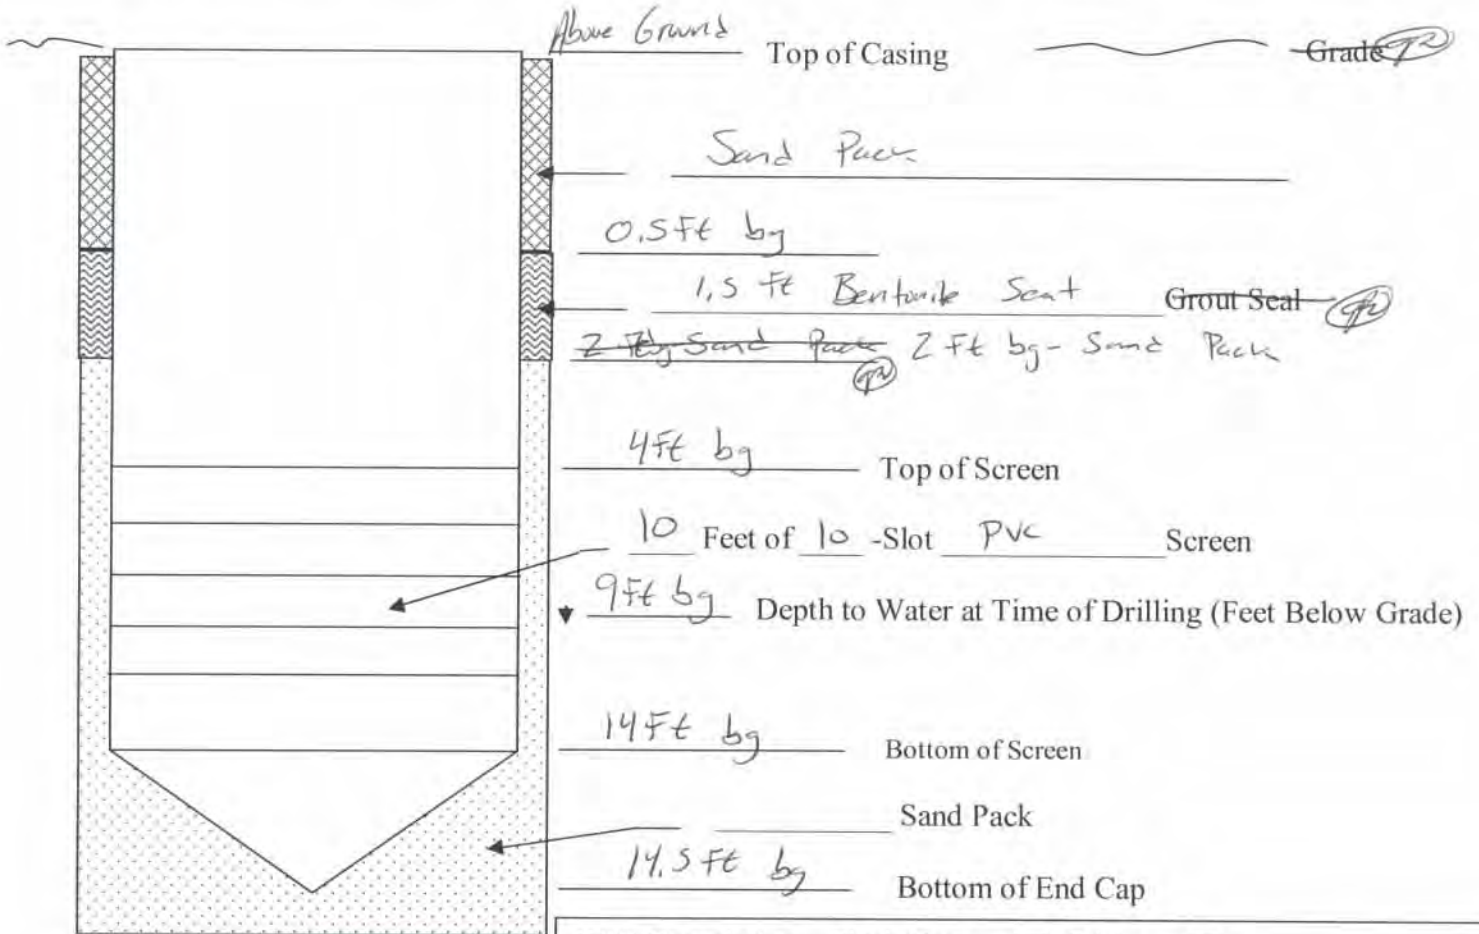 Above Ground Top of Casing Grade
Sand Pack
0.5 Ft bg
1.5 Ft Bentonite Seat Grout Seal
2 Ft bg Sand Pack 2 Ft bg - Sand Pack
4 Ft bg Top of Screen
10 Feet of 10 -Slot PVC Screen
9 Ft bg Depth to Water at Time of Drilling (Feet Below Grade)
14 Ft bg Bottom of Screen
Sand Pack
14.5 Ft bg Bottom of End Cap